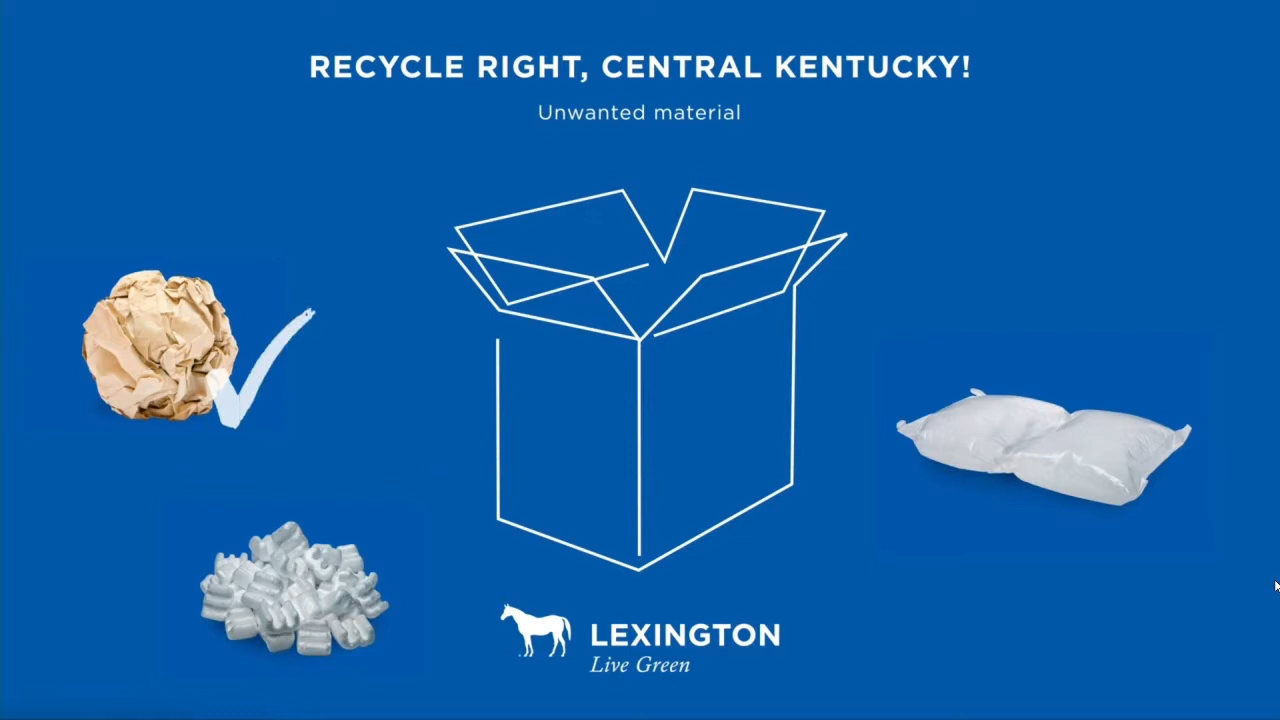 RECYCLE RIGHT, CENTRAL KENTUCKY!
Unwanted material
LEXINGTON
Live Green